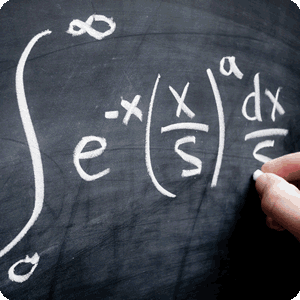 ∫₀^∞ e^{-x} (x/s)^a dx/s